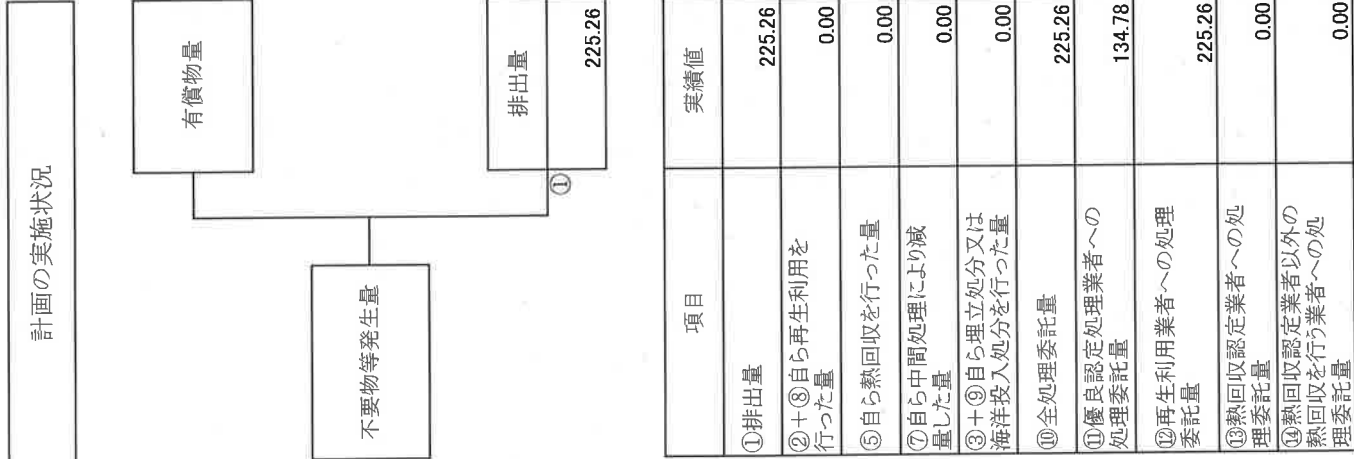 計画の実施状況
不要物等発生量
有償物量
①
排出量
225.26
項目
実績値
①排出量
225.26
②+⑧自ら再生利用を
行った量
0.00
⑤自ら熱回収を行った量
0.00
⑦自ら中間処理により減
量した量
0.00
③+⑨自ら埋立処分又は
海洋投入処分を行った量
0.00
⑩全処理委託量
225.26
⑪優良認定処理業者への
処理委託量
134.78
⑫再生利用業者への処理
委託量
225.26
⑬熱回収認定業者への処
理委託量
0.00
⑭熱回収認定業者以外の
熱回収を行う業者への処
理委託量
0.00